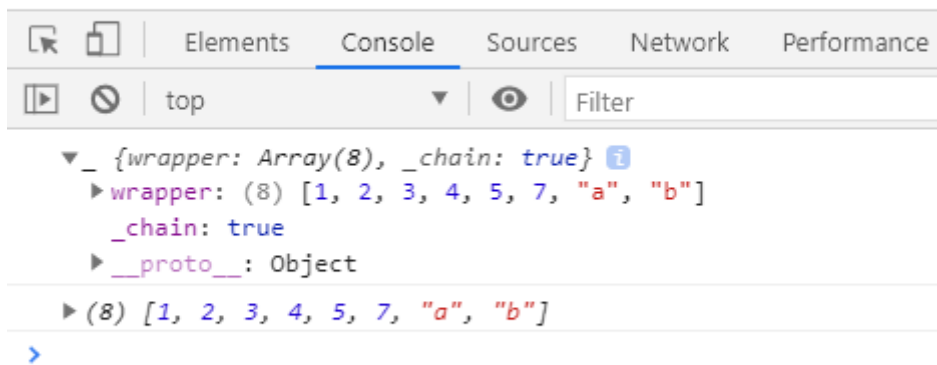 Elements Console Sources Network Performance
top Filter
_ {wrapper: Array(8), _chain: true} i
wrapper: (8) [1, 2, 3, 4, 5, 7, "a", "b"]
_chain: true
__proto__: Object
(8) [1, 2, 3, 4, 5, 7, "a", "b"]